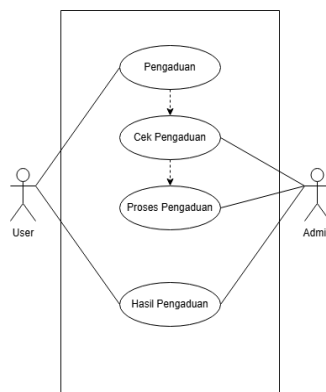 Pengaduan
Cek Pengaduan
Proses Pengaduan
User
Admi
Hasil Pengaduan